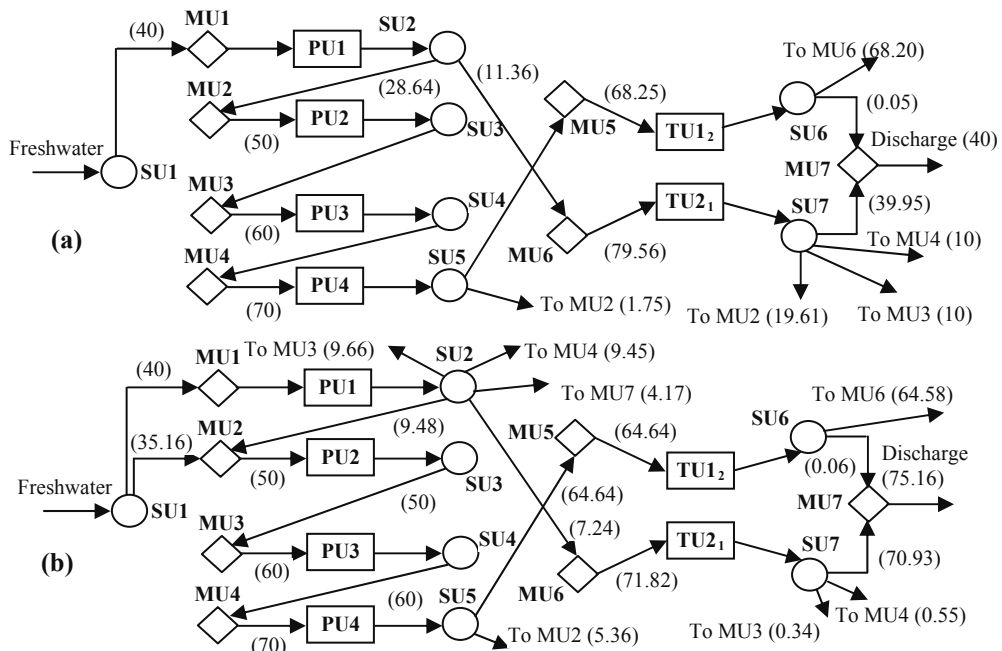 MU1
(40)
PU1
SU2
To MU6 (68.20)
MU2
(28.64)
(11.36)
(68.25)
(0.05)
(50)
PU2
SU3
MU5
TU1₂
SU6
Discharge (40)
Freshwater
SU1
MU7
MU3
SU4
(60)
PU3
TU2₁
SU7
(39.95)
(a)
MU4
SU5
MU6
(79.56)
To MU4 (10)
(70)
PU4
To MU2 (1.75)
To MU3 (10)
To MU2 (19.61)
To MU3 (9.66)
SU2
To MU4 (9.45)
MU1
(40)
PU1
To MU7 (4.17)
To MU6 (64.58)
(35.16)
MU2
(9.48)
MU5
(64.64)
SU6
(50)
PU2
SU3
TU1₂
(0.06)
Discharge
(75.16)
Freshwater
SU1
(50)
(64.64)
MU7
MU3
SU4
(7.24)
(60)
PU3
TU2₁
SU7
(70.93)
(b)
MU4
(60)
SU5
MU6
(71.82)
To MU4 (0.55)
(70)
PU4
To MU2 (5.36)
To MU3 (0.34)